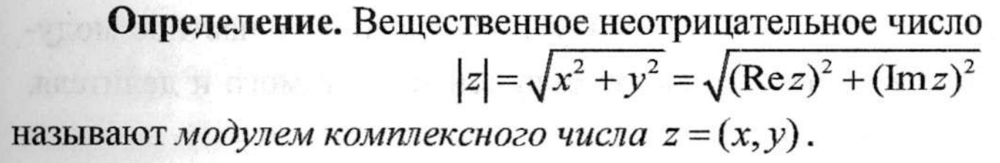 Определение. Вещественное неотрицательное число
|z| = √(x² + y²) = √((Re z)² + (Im z)²)
называют модулем комплексного числа z = (x, y).